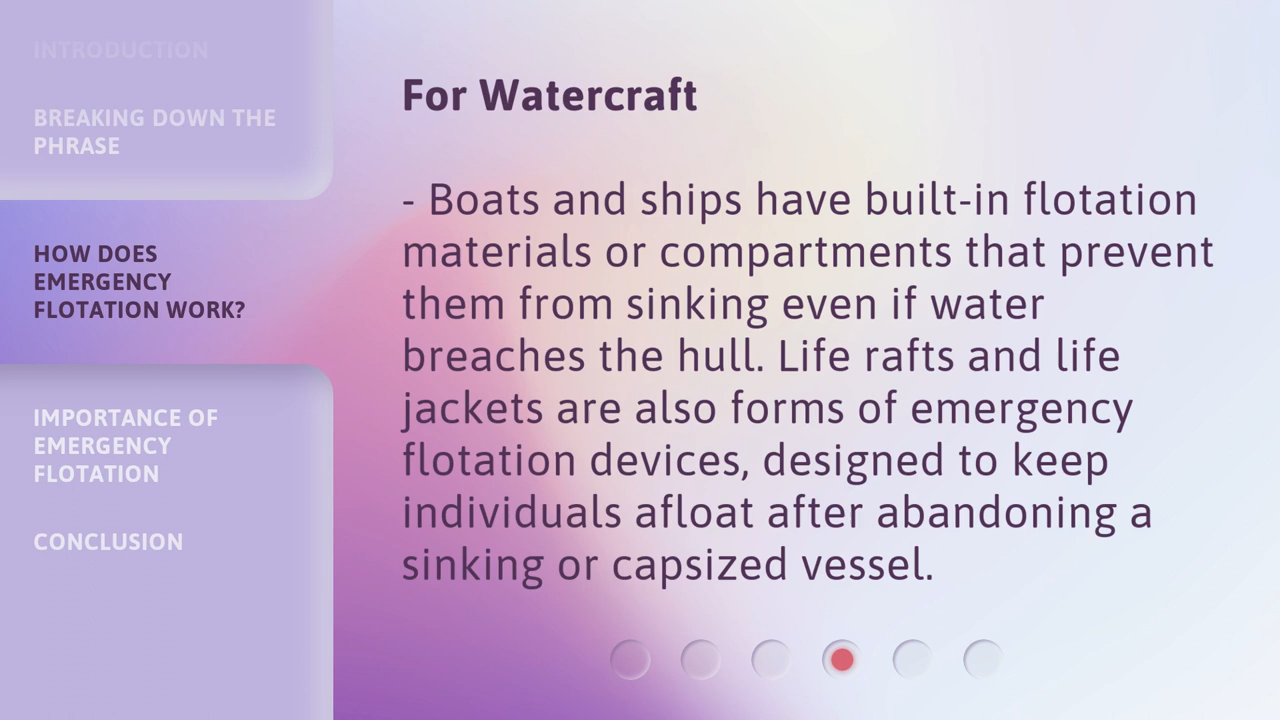 INTRODUCTION
BREAKING DOWN THE
PHRASE
HOW DOES
EMERGENCY
FLOTATION WORK?
IMPORTANCE OF
EMERGENCY
FLOTATION
CONCLUSION
For Watercraft
- Boats and ships have built-in flotation
materials or compartments that prevent
them from sinking even if water
breaches the hull. Life rafts and life
jackets are also forms of emergency
flotation devices, designed to keep
individuals afloat after abandoning a
sinking or capsized vessel.